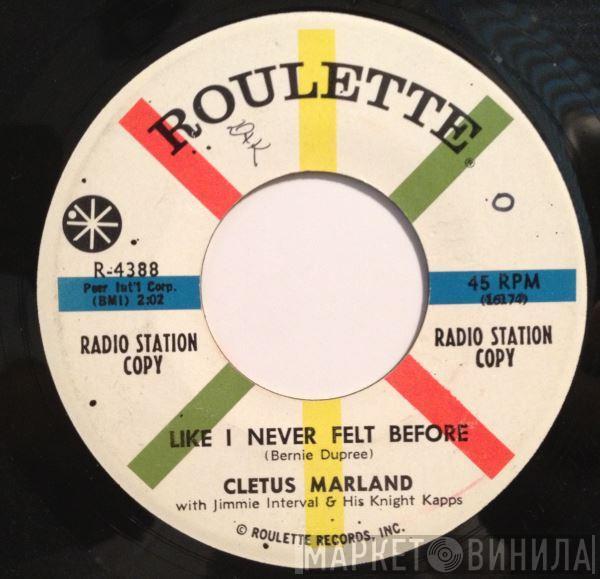 ROULETTE
®
R-4388
Peer Int'l Corp.
(BMI) 2:02
45 RPM
(16174)
RADIO STATION
COPY
RADIO STATION
COPY
LIKE I NEVER FELT BEFORE
(Bernie Dupree)
CLETUS MARLAND
with Jimmie Interval & His Knight Kapps
© ROULETTE RECORDS, INC.
МАРКЕТ ВИНИЛА